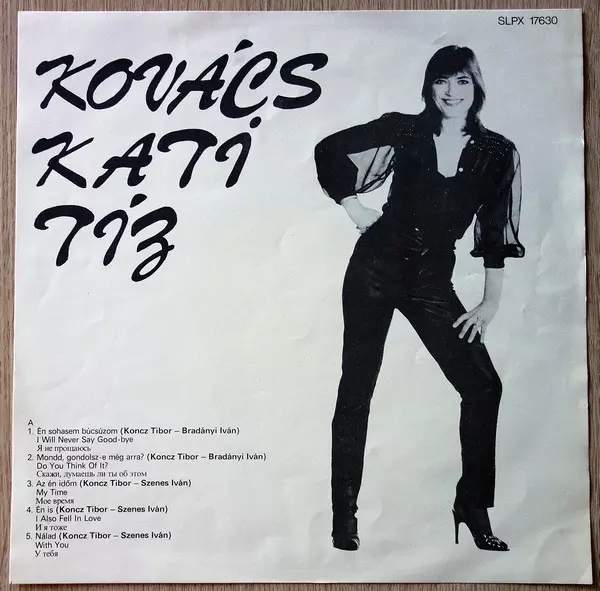 SLPX 17630
KOVÁCS
KATI
TÍZ
A
1. Én sohasem búcsúzom (Koncz Tibor – Bradányi Iván)
I Will Never Say Good-bye
Я не прощаюсь
2. Mondd, gondolsz-e még arra? (Koncz Tibor – Bradányi Iván)
Do You Think Of It?
Скажи, думаешь ли ты об этом
3. Az én időm (Koncz Tibor – Szenes Iván)
My Time
Мое время
4. Én is (Koncz Tibor – Szenes Iván)
I Also Fell In Love
И я тоже
5. Nálad (Koncz Tibor – Szenes Iván)
With You
У тебя